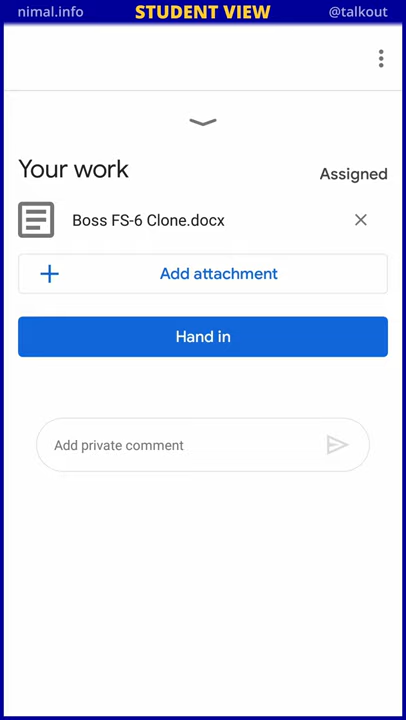 nimal.info STUDENT VIEW @talkout
Your work
Assigned
Boss FS-6 Clone.docx
Add attachment
Hand in
Add private comment